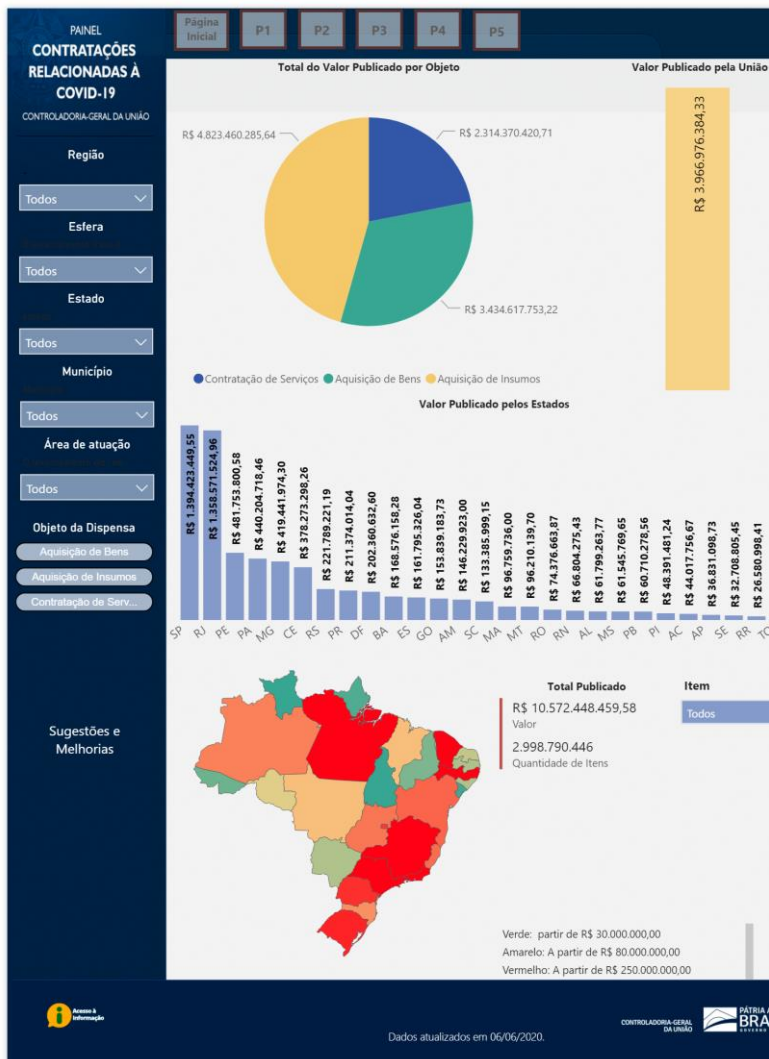 PAINEL
CONTRATAÇÕES
RELACIONADAS À
COVID-19
CONTROLADORIA-GERAL DA UNIÃO
Região
Todos
Esfera
Todos
Estado
Todos
Município
Todos
Área de atuação
Todos
Objeto da Dispensa
Aquisição de Bens
Aquisição de Insumos
Contratação de Serv...
Sugestões e
Melhorias
Página
Inicial
P1
P2
P3
P4
P5
Total do Valor Publicado por Objeto
R$ 4.823.460.285,64
R$ 2.314.370.420,71
R$ 3.434.617.753,22
Contratação de Serviços
Aquisição de Bens
Aquisição de Insumos
Valor Publicado pela União
R$ 3.966.976.384,33
Valor Publicado pelos Estados
R$ 1.394.423.449,55
R$ 1.358.571.524,96
R$ 481.753.800,58
R$ 440.204.718,46
R$ 419.441.974,30
R$ 378.273.298,26
R$ 221.789.221,19
R$ 211.374.014,04
R$ 202.360.632,60
R$ 168.576.158,28
R$ 161.795.326,04
R$ 153.839.183,73
R$ 146.229.923,00
R$ 133.385.999,15
R$ 96.759.736,00
R$ 96.210.139,70
R$ 74.376.663,87
R$ 66.804.275,43
R$ 61.799.263,77
R$ 61.545.769,65
R$ 60.710.278,56
R$ 48.391.481,24
R$ 44.017.756,67
R$ 36.831.098,73
R$ 32.708.805,45
R$ 26.580.998,41
SP
RJ
PE
PA
MG
CE
RS
PR
DF
BA
ES
GO
AM
SC
MA
MT
RO
RN
AL
MS
PB
PI
AC
AP
SE
RR
TO
Total Publicado
R$ 10.572.448.459,58
Valor
2.998.790.446
Quantidade de Itens
Item
Todos
Verde: partir de R$ 30.000.000,00
Amarelo: A partir de R$ 80.000.000,00
Vermelho: A partir de R$ 250.000.000,00
Acesso à
Informação
Dados atualizados em 06/06/2020.
CONTROLADORIA-GERAL
DA UNIÃO
PÁTRIA A
BRA
GOVERNO